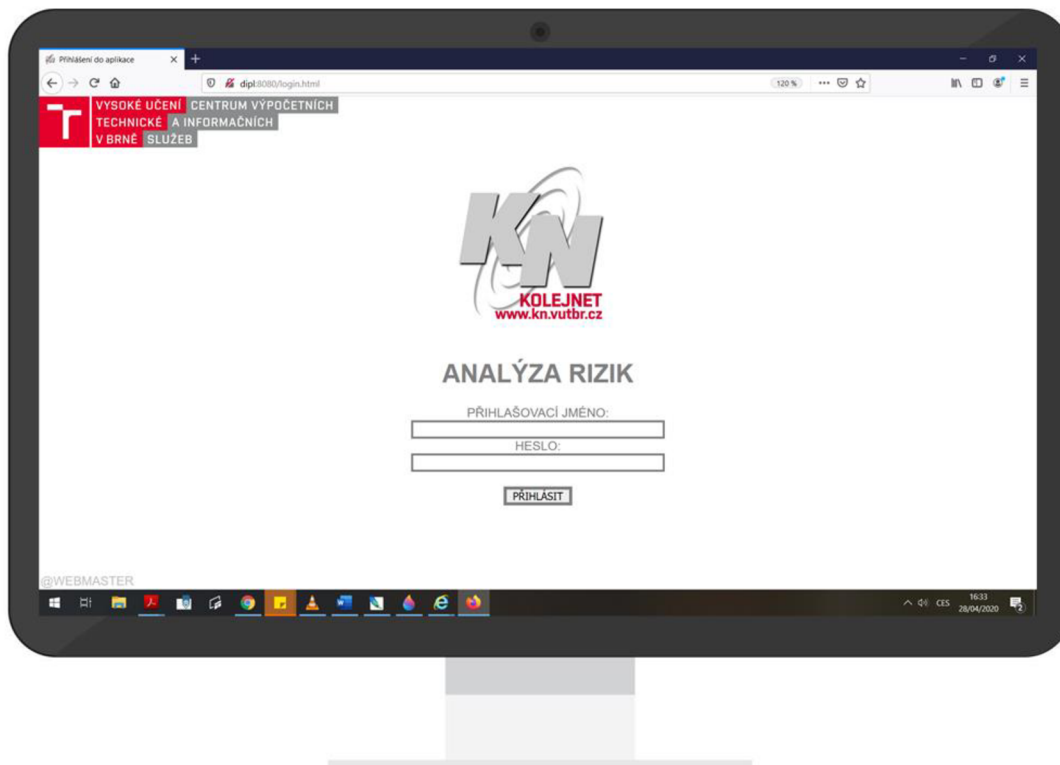 Přihlášení do aplikace
dipl:8080/login.html
120 %
VYSOKÉ UČENÍ CENTRUM VÝPOČETNÍCH
TECHNICKÉ A INFORMAČNÍCH
V BRNĚ SLUŽEB
KN
KOLEJNET
www.kn.vutbr.cz
ANALÝZA RIZIK
PŘIHLAŠOVACÍ JMÉNO:
HESLO:
PŘIHLÁSIT
@WEBMASTER
CES
16:33
28/04/2020
2